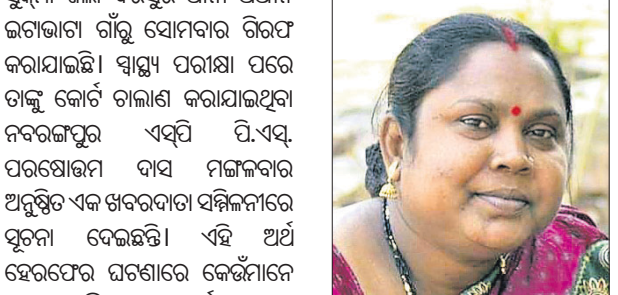 ଇଟାଭାଟା ଗାଁରୁ ସୋମବାର ଗିରଫ
କରାଯାଇଛି। ସ୍ୱାସ୍ଥ୍ୟ ପରୀକ୍ଷା ପରେ
ତାଙ୍କୁ କୋର୍ଟ ଚାଲାଣ କରାଯାଇଥିବା
ନବରଙ୍ଗପୁର ଏସ୍‌ପି ପି.ଏସ୍.
ପରଷୋତ୍ତମ ଦାସ ମଙ୍ଗଳବାର
ଅନୁଷ୍ଠିତ ଏକ ଖବରଦାତା ସମ୍ମିଳନୀରେ
ସୂଚନା ଦେଇଛନ୍ତି। ଏହି ଅର୍ଥ
ହେରଫେର ଘଟଣାରେ କେଉଁମାନେ